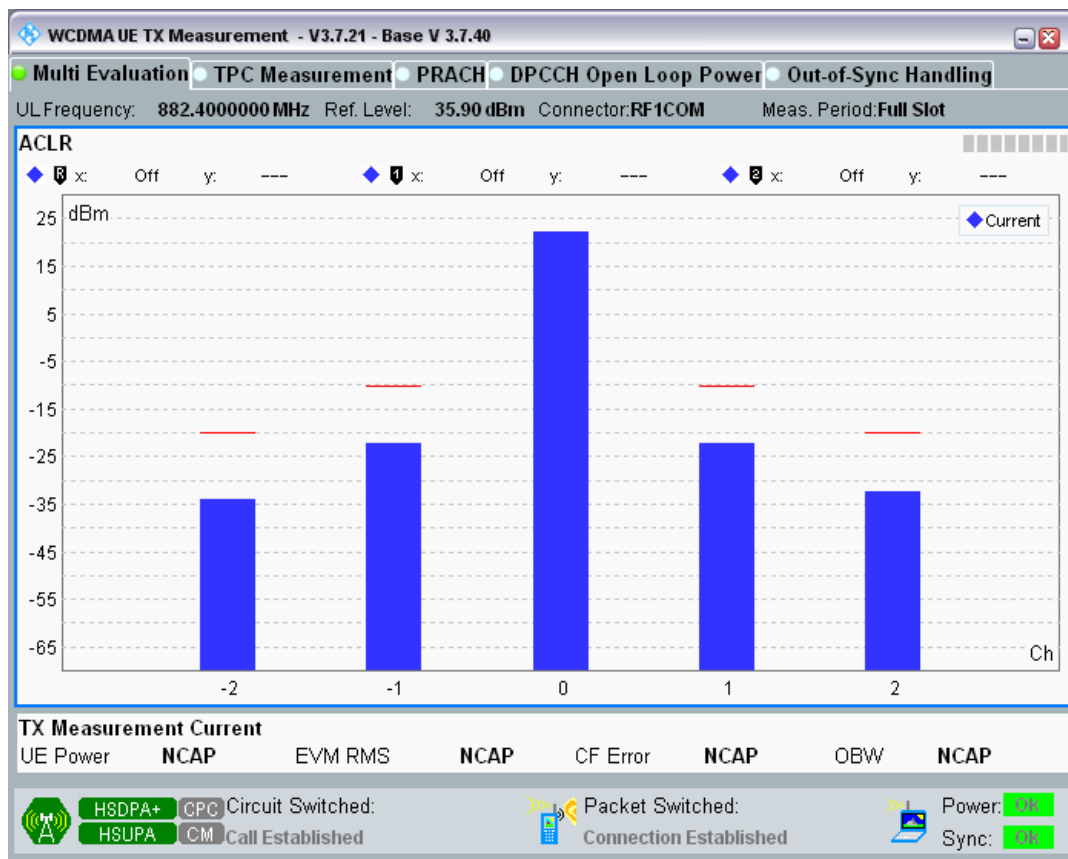 WCDMA UE TX Measurement - V3.7.21 - Base V 3.7.40
Multi Evaluation TPC Measurement PRACH DPCCH Open Loop Power Out-of-Sync Handling
UL Frequency: 882.4000000 MHz Ref. Level: 35.90 dBm Connector:RF1COM Meas. Period:Full Slot
ACLR
R x: Off y: --- 1 x: Off y: --- 2 x: Off y: ---
dBm
Current
25
15
5
-5
-15
-25
-35
-45
-55
-65
Ch
-2 -1 0 1 2
TX Measurement Current
UE Power NCAP EVM RMS NCAP CF Error NCAP OBW NCAP
HSDPA+ CPC Circuit Switched: Packet Switched: Power: OK
HSUPA CM Call Established Connection Established Sync: OK